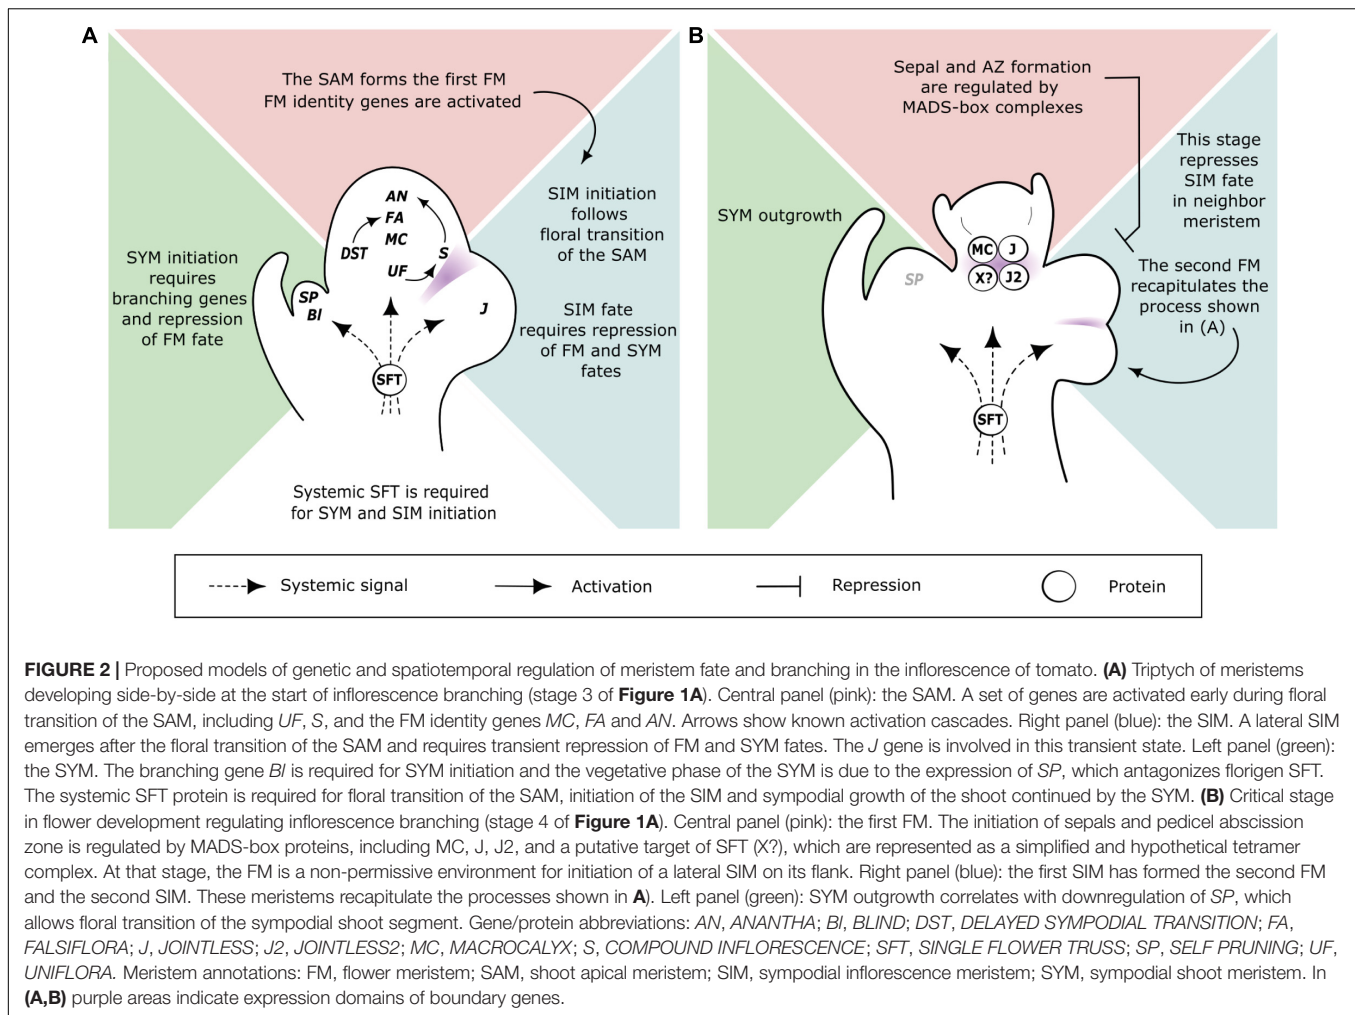 A
The SAM forms the first FM
FM identity genes are activated
AN
FA
MC
DST
S
UF
SP
BI
J
SFT
SYM initiation
requires
branching genes
and repression
of FM fate
SIM initiation
follows
floral transition
of the SAM
SIM fate
requires repression
of FM and SYM
fates
Systemic SFT is required
for SYM and SIM initiation
B
Sepal and AZ formation
are regulated by
MADS-box complexes
SYM outgrowth
SP
MC
J
X?
J2
SFT
This stage
represses
SIM fate
in neighbor
meristem
The second FM
recapitulates the
process shown
in (A)
Systemic signal
Activation
Repression
Protein
FIGURE 2 | Proposed models of genetic and spatiotemporal regulation of meristem fate and branching in the inflorescence of tomato. (A) Triptych of meristems
developing side-by-side at the start of inflorescence branching (stage 3 of Figure 1A). Central panel (pink): the SAM. A set of genes are activated early during floral
transition of the SAM, including UF, S, and the FM identity genes MC, FA and AN. Arrows show known activation cascades. Right panel (blue): the SIM. A lateral SIM
emerges after the floral transition of the SAM and requires transient repression of FM and SYM fates. The J gene is involved in this transient state. Left panel (green):
the SYM. The branching gene BI is required for SYM initiation and the vegetative phase of the SYM is due to the expression of SP, which antagonizes florigen SFT.
The systemic SFT protein is required for floral transition of the SAM, initiation of the SIM and sympodial growth of the shoot continued by the SYM. (B) Critical stage
in flower development regulating inflorescence branching (stage 4 of Figure 1A). Central panel (pink): the first FM. The initiation of sepals and pedicel abscission
zone is regulated by MADS-box proteins, including MC, J, J2, and a putative target of SFT (X?), which are represented as a simplified and hypothetical tetramer
complex. At that stage, the FM is a non-permissive environment for initiation of a lateral SIM on its flank. Right panel (blue): the first SIM has formed the second FM
and the second SIM. These meristems recapitulate the processes shown in A). Left panel (green): SYM outgrowth correlates with downregulation of SP, which
allows floral transition of the sympodial shoot segment. Gene/protein abbreviations: AN, ANANTHA; BI, BLIND; DST, DELAYED SYMPODIAL TRANSITION; FA,
FALSIFLORA; J, JOINTLESS; J2, JOINTLESS2; MC, MACROCALYX; S, COMPOUND INFLORESCENCE; SFT, SINGLE FLOWER TRUSS; SP, SELF PRUNING; UF,
UNIFLORA. Meristem annotations: FM, flower meristem; SAM, shoot apical meristem; SIM, sympodial inflorescence meristem; SYM, sympodial shoot meristem. In
(A,B) purple areas indicate expression domains of boundary genes.